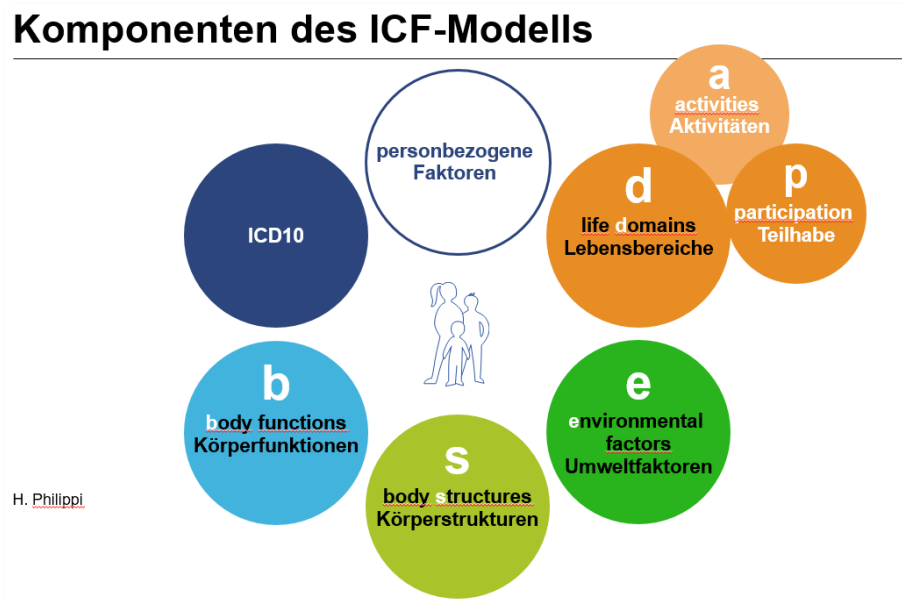 Komponenten des ICF-Modells
a
activities
Aktivitäten
personbezogene
Faktoren
ICD10
d
life domains
Lebensbereiche
p
participation
Teilhabe
b
body functions
Körperfunktionen
s
body structures
Körperstrukturen
e
environmental
factors
Umweltfaktoren
H. Philippi